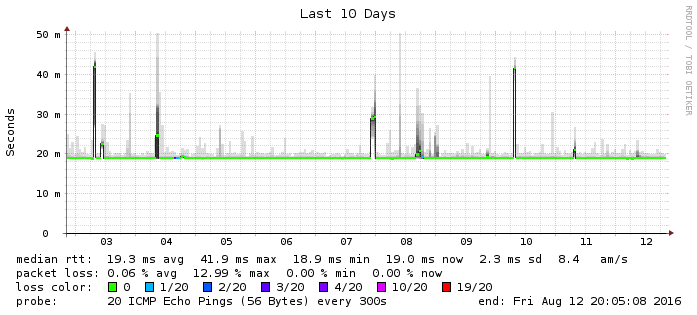 Last 10 Days
RRDTOOL / TOBI OETIKER
Seconds
50 m
40 m
30 m
20 m
10 m
0
03 04 05 06 07 08 09 10 11 12
median rtt: 19.3 ms avg 41.9 ms max 18.9 ms min 19.0 ms now 2.3 ms sd 8.4 am/s
packet loss: 0.06 % avg 12.99 % max 0.00 % min 0.00 % now
loss color: 0 1/20 2/20 3/20 4/20 10/20 19/20
probe: 20 ICMP Echo Pings (56 Bytes) every 300s end: Fri Aug 12 20:05:08 2016